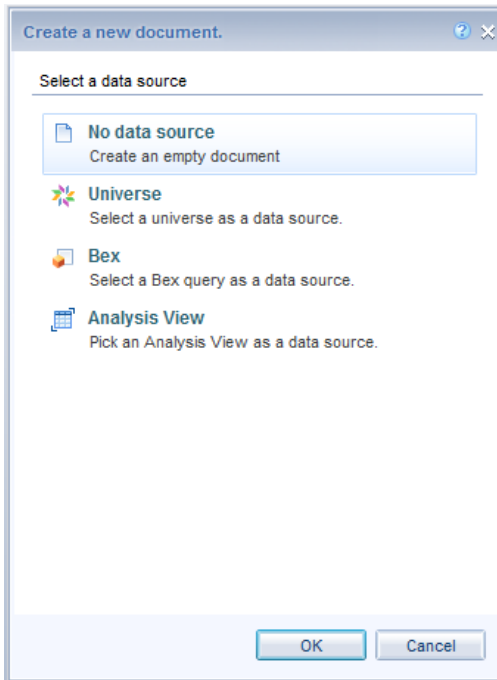 Create a new document.
Select a data source
No data source
Create an empty document
Universe
Select a universe as a data source.
Bex
Select a Bex query as a data source.
Analysis View
Pick an Analysis View as a data source.
OK Cancel